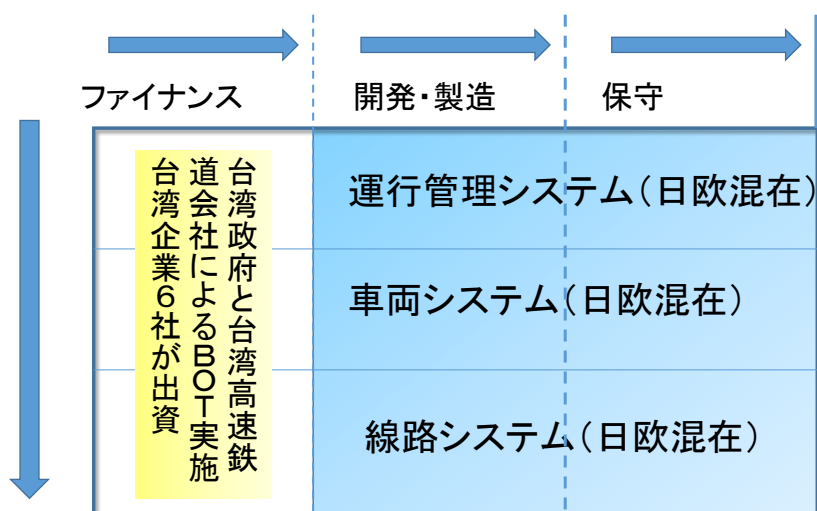 ファイナンス
開発・製造
保守
台湾政府と台湾高速鉄
道会社によるBOT実施
台湾企業6社が出資
運行管理システム(日欧混在)
車両システム(日欧混在)
線路システム(日欧混在)